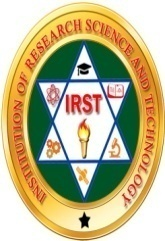 INSTITUTION OF RESEARCH SCIENCE AND TECHNOLOGY
IRST